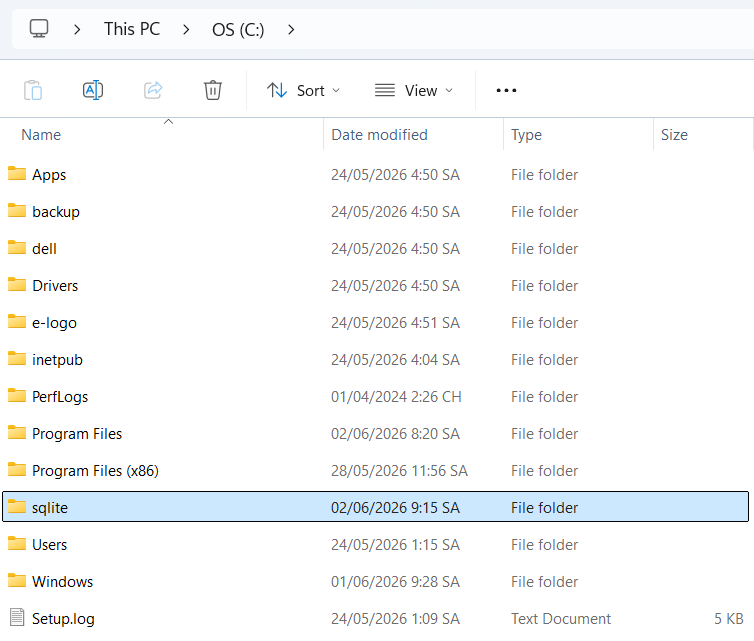 This PC OS (C:)
Sort View
Name Date modified Type Size
Apps 24/05/2026 4:50 SA File folder
backup 24/05/2026 4:50 SA File folder
dell 24/05/2026 4:50 SA File folder
Drivers 24/05/2026 4:50 SA File folder
e-logo 24/05/2026 4:51 SA File folder
inetpub 24/05/2026 4:04 SA File folder
PerfLogs 01/04/2024 2:26 CH File folder
Program Files 02/06/2026 8:20 SA File folder
Program Files (x86) 28/05/2026 11:56 SA File folder
sqlite 02/06/2026 9:15 SA File folder
Users 24/05/2026 1:15 SA File folder
Windows 01/06/2026 9:28 SA File folder
Setup.log 24/05/2026 1:09 SA Text Document 5 KB